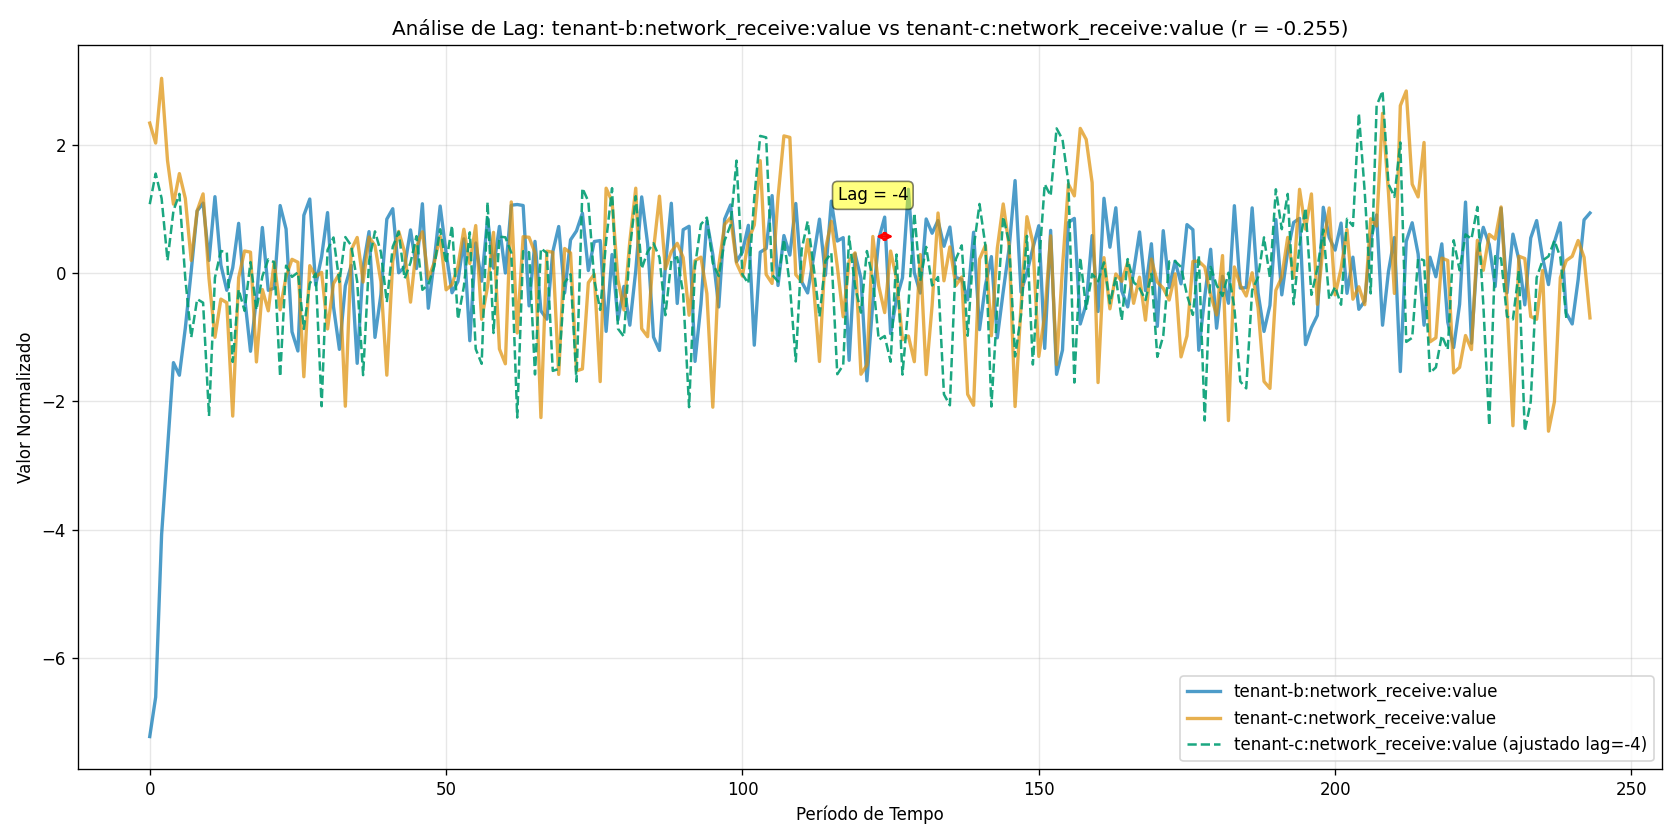 Análise de Lag: tenant-b:network_receive:value vs tenant-c:network_receive:value (r = -0.255)
Valor Normalizado
2
0
−2
−4
−6
Lag = -4
tenant-b:network_receive:value
tenant-c:network_receive:value
tenant-c:network_receive:value (ajustado lag=-4)
0 50 100 150 200 250
Período de Tempo